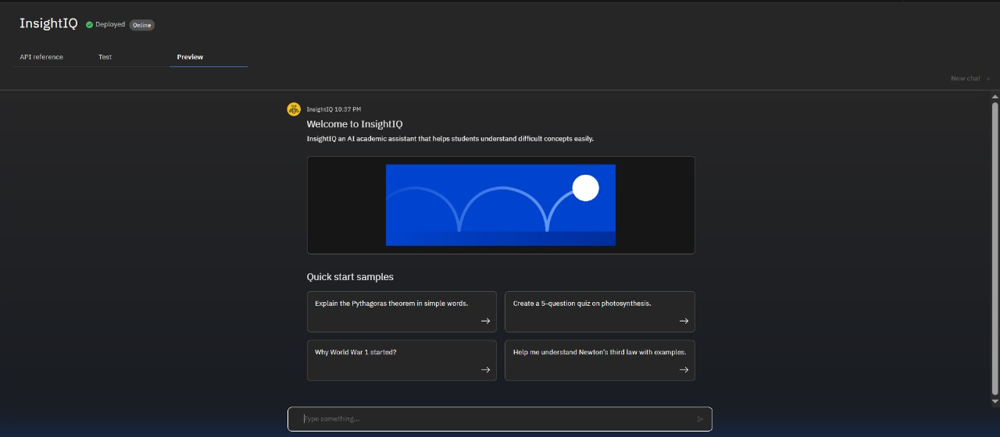 InsightIQ Deployed Online
API reference Test Preview
New chat +
InsightIQ 10:37 PM
Welcome to InsightIQ
InsightIQ an AI academic assistant that helps students understand difficult concepts easily.
Quick start samples
Explain the Pythagoras theorem in simple words.
Create a 5-question quiz on photosynthesis.
Why World War 1 started?
Help me understand Newton's third law with examples.
Type something...